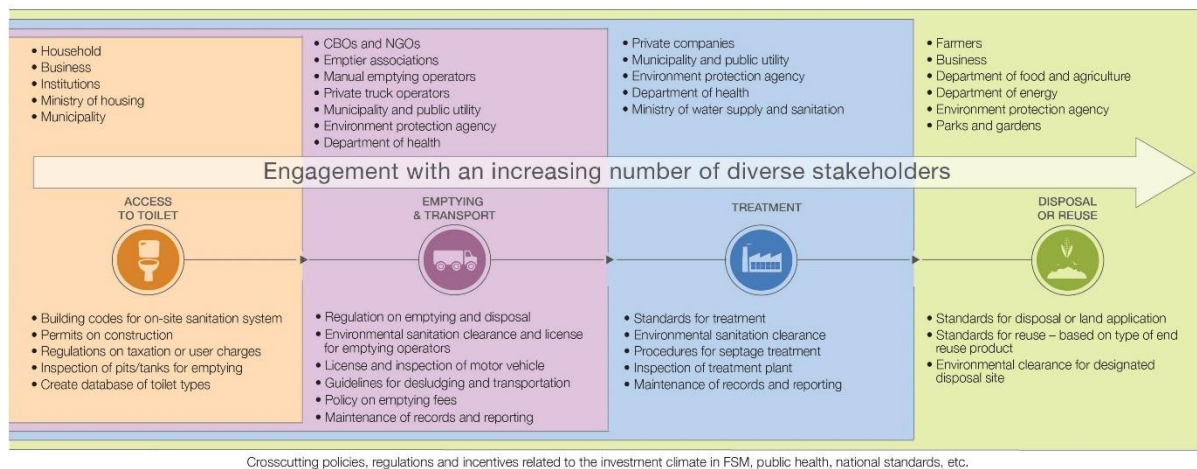 • Household
• Business
• Institutions
• Ministry of housing
• Municipality
• CBOs and NGOs
• Emptier associations
• Manual emptying operators
• Private truck operators
• Municipality and public utility
• Environment protection agency
• Department of health
• Private companies
• Municipality and public utility
• Environment protection agency
• Department of health
• Ministry of water supply and sanitation
• Farmers
• Business
• Department of food and agriculture
• Department of energy
• Environment protection agency
• Parks and gardens
Engagement with an increasing number of diverse stakeholders
ACCESS
TO TOILET
EMPTYING
& TRANSPORT
TREATMENT
DISPOSAL
OR REUSE
• Building codes for on-site sanitation system
• Permits on construction
• Regulations on taxation or user charges
• Inspection of pits/tanks for emptying
• Create database of toilet types
• Regulation on emptying and disposal
• Environmental sanitation clearance and license
for emptying operators
• License and inspection of motor vehicle
• Guidelines for desludging and transportation
• Policy on emptying fees
• Maintenance of records and reporting
• Standards for treatment
• Environmental sanitation clearance
• Procedures for septage treatment
• Inspection of treatment plant
• Maintenance of records and reporting
• Standards for disposal or land application
• Standards for reuse – based on type of end
reuse product
• Environmental clearance for designated
disposal site
Crosscutting policies, regulations and incentives related to the investment climate in FSM, public health, national standards, etc.